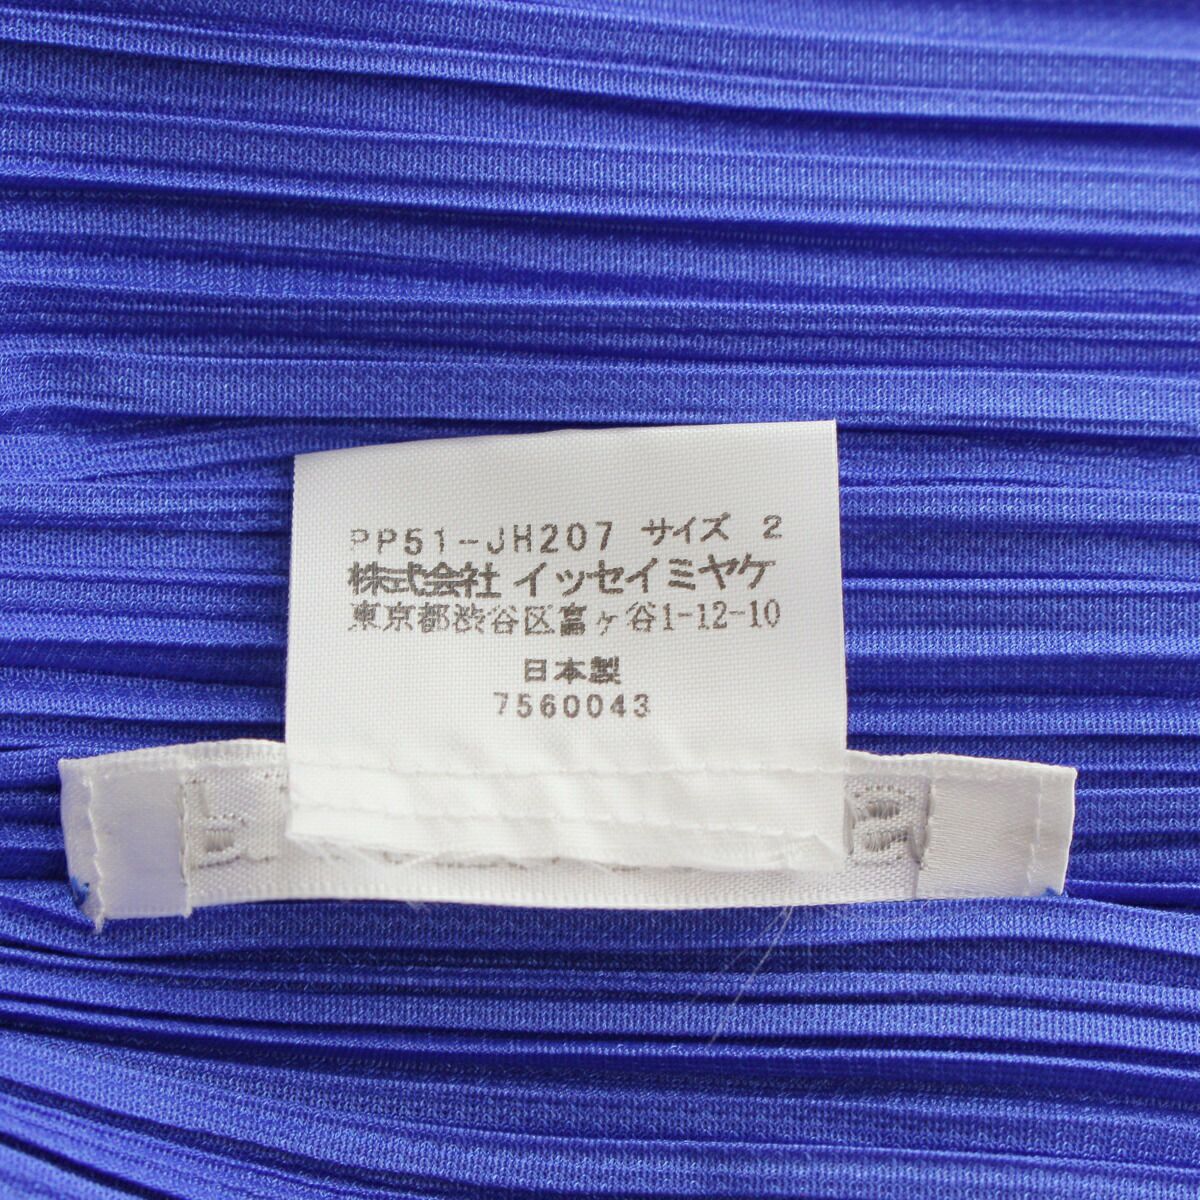 PP51-JH207 サイズ 2
株式会社 イッセイミヤケ
東京都渋谷区富ヶ谷1-12-10
日本製
7560043